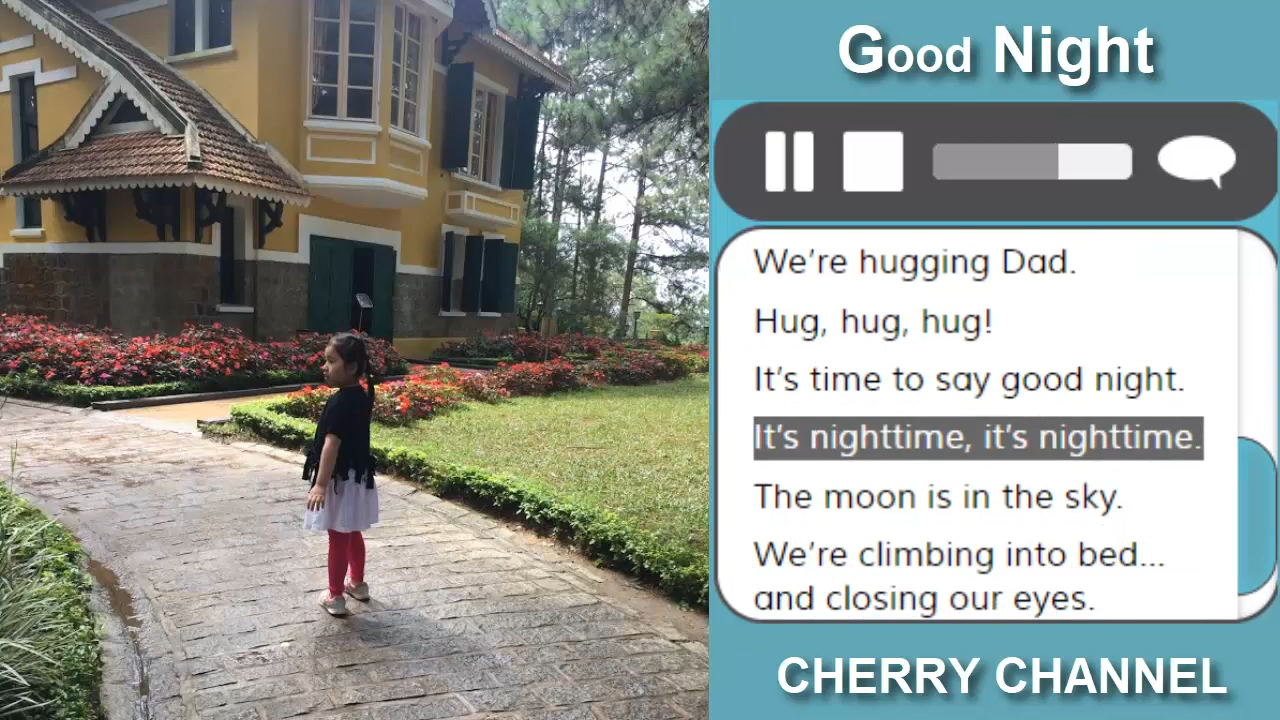 Good Night
We're hugging Dad.
Hug, hug, hug!
It's time to say good night.
It's nighttime, it's nighttime.
The moon is in the sky.
We're climbing into bed...
and closing our eyes.
CHERRY CHANNEL